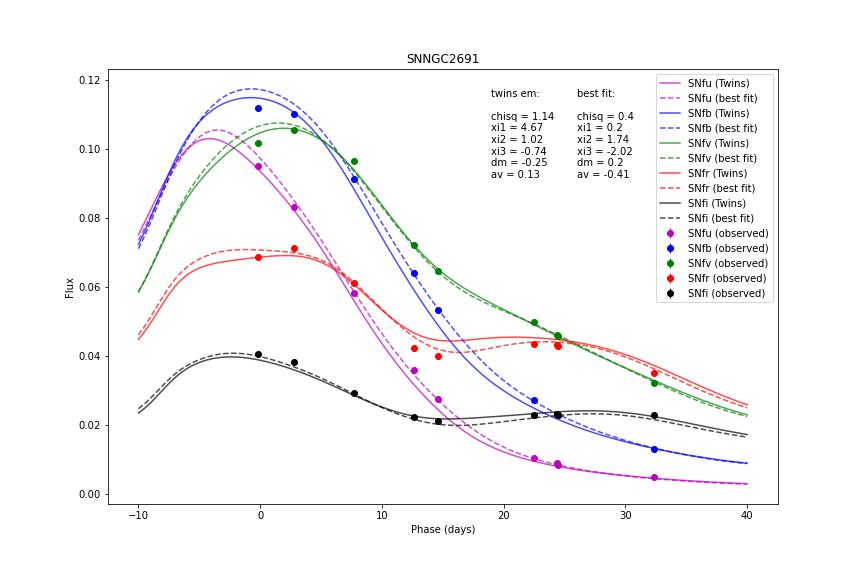 SNNGC2691
Flux
0.12
0.10
0.08
0.06
0.04
0.02
0.00
−10
0
10
20
30
40
Phase (days)
twins em:
chisq = 1.14
xi1 = 4.67
xi2 = 1.02
xi3 = -0.74
dm = -0.25
av = 0.13
best fit:
chisq = 0.4
xi1 = 0.2
xi2 = 1.74
xi3 = -2.02
dm = 0.2
av = -0.41
SNfu (Twins)
SNfu (best fit)
SNfb (Twins)
SNfb (best fit)
SNfv (Twins)
SNfv (best fit)
SNfr (Twins)
SNfr (best fit)
SNfi (Twins)
SNfi (best fit)
SNfu (observed)
SNfb (observed)
SNfv (observed)
SNfr (observed)
SNfi (observed)